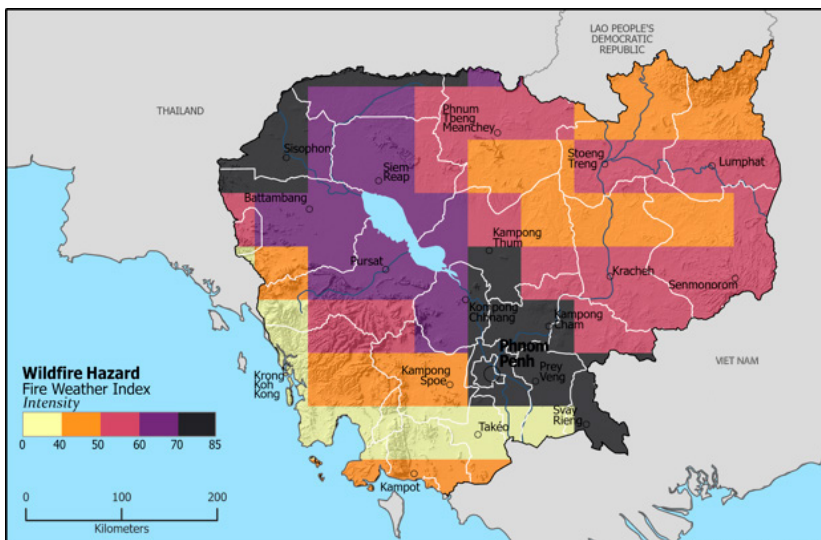 LAO PEOPLE'S
DEMOCRATIC
REPUBLIC
THAILAND
Phnum
Tbeng
Meanchey
Sisophon
Siem
Reap
Stoeng
Treng
Lumphat
Battambang
Kampong
Thum
Pursat
Kracheh
Senmonorom
Kompong
Chhnang
Kampong
Cham
Phnom
Penh
VIET NAM
Wildfire Hazard
Fire Weather Index
Intensity
0 40 50 60 70 85
Krong
Koh
Kong
Kampong
Spoe
Prey
Veng
Svay
Rieng
Takéo
Kampot
0 100 200
Kilometers